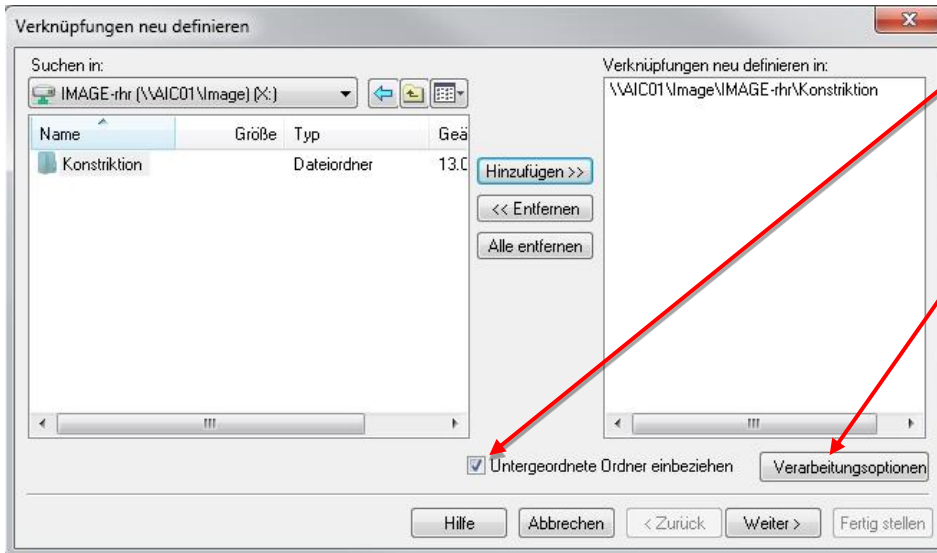 Verknüpfungen neu definieren
Suchen in:
IMAGE-rhr (\\AIC01\Image) (X:)
Name Größe Typ Geä
Konstriktion Dateiordner 13.0
Hinzufügen >>
<< Entfernen
Alle entfernen
Verknüpfungen neu definieren in:
\\AIC01\Image\IMAGE-rhr\Konstriktion
Untergeordnete Ordner einbeziehen
Verarbeitungsoptionen
Hilfe
Abbrechen
< Zurück
Weiter >
Fertig stellen